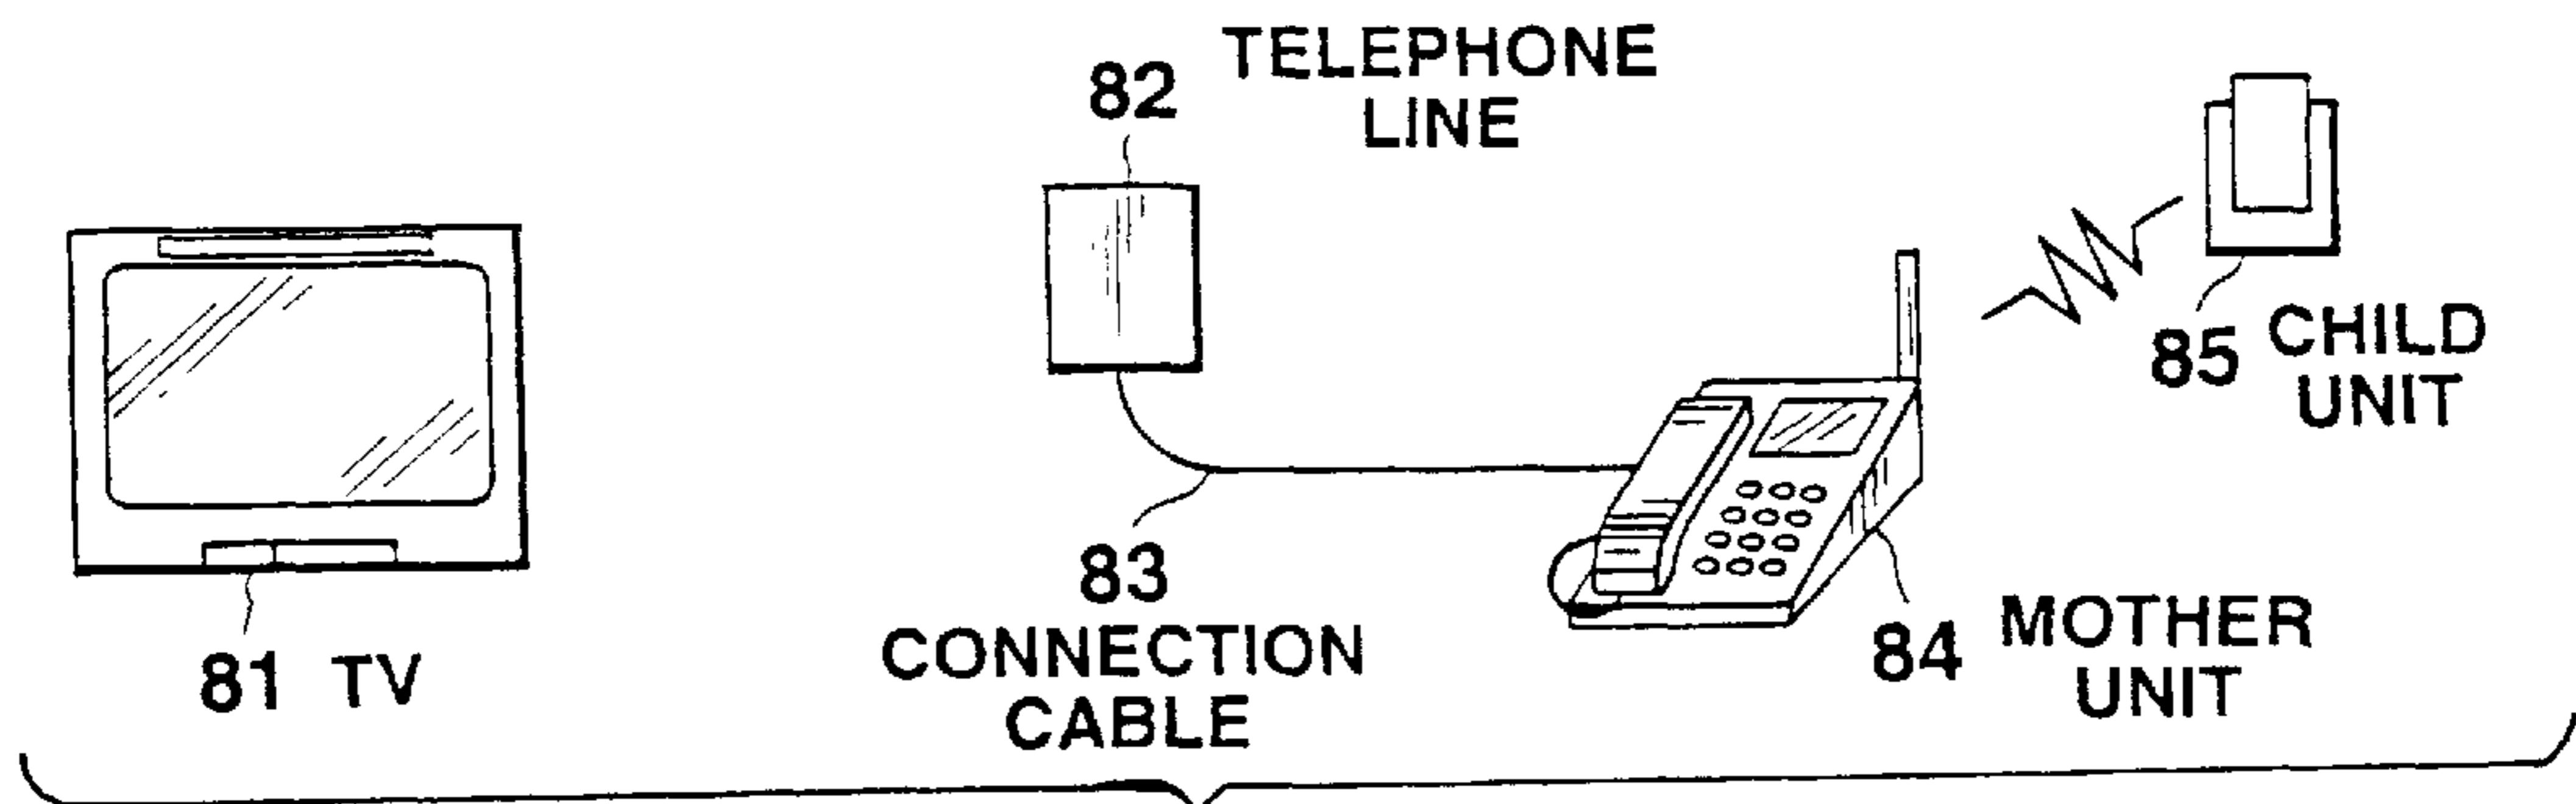 82 TELEPHONE
LINE
85 CHILD
UNIT
83
CONNECTION
CABLE
81 TV
84 MOTHER
UNIT